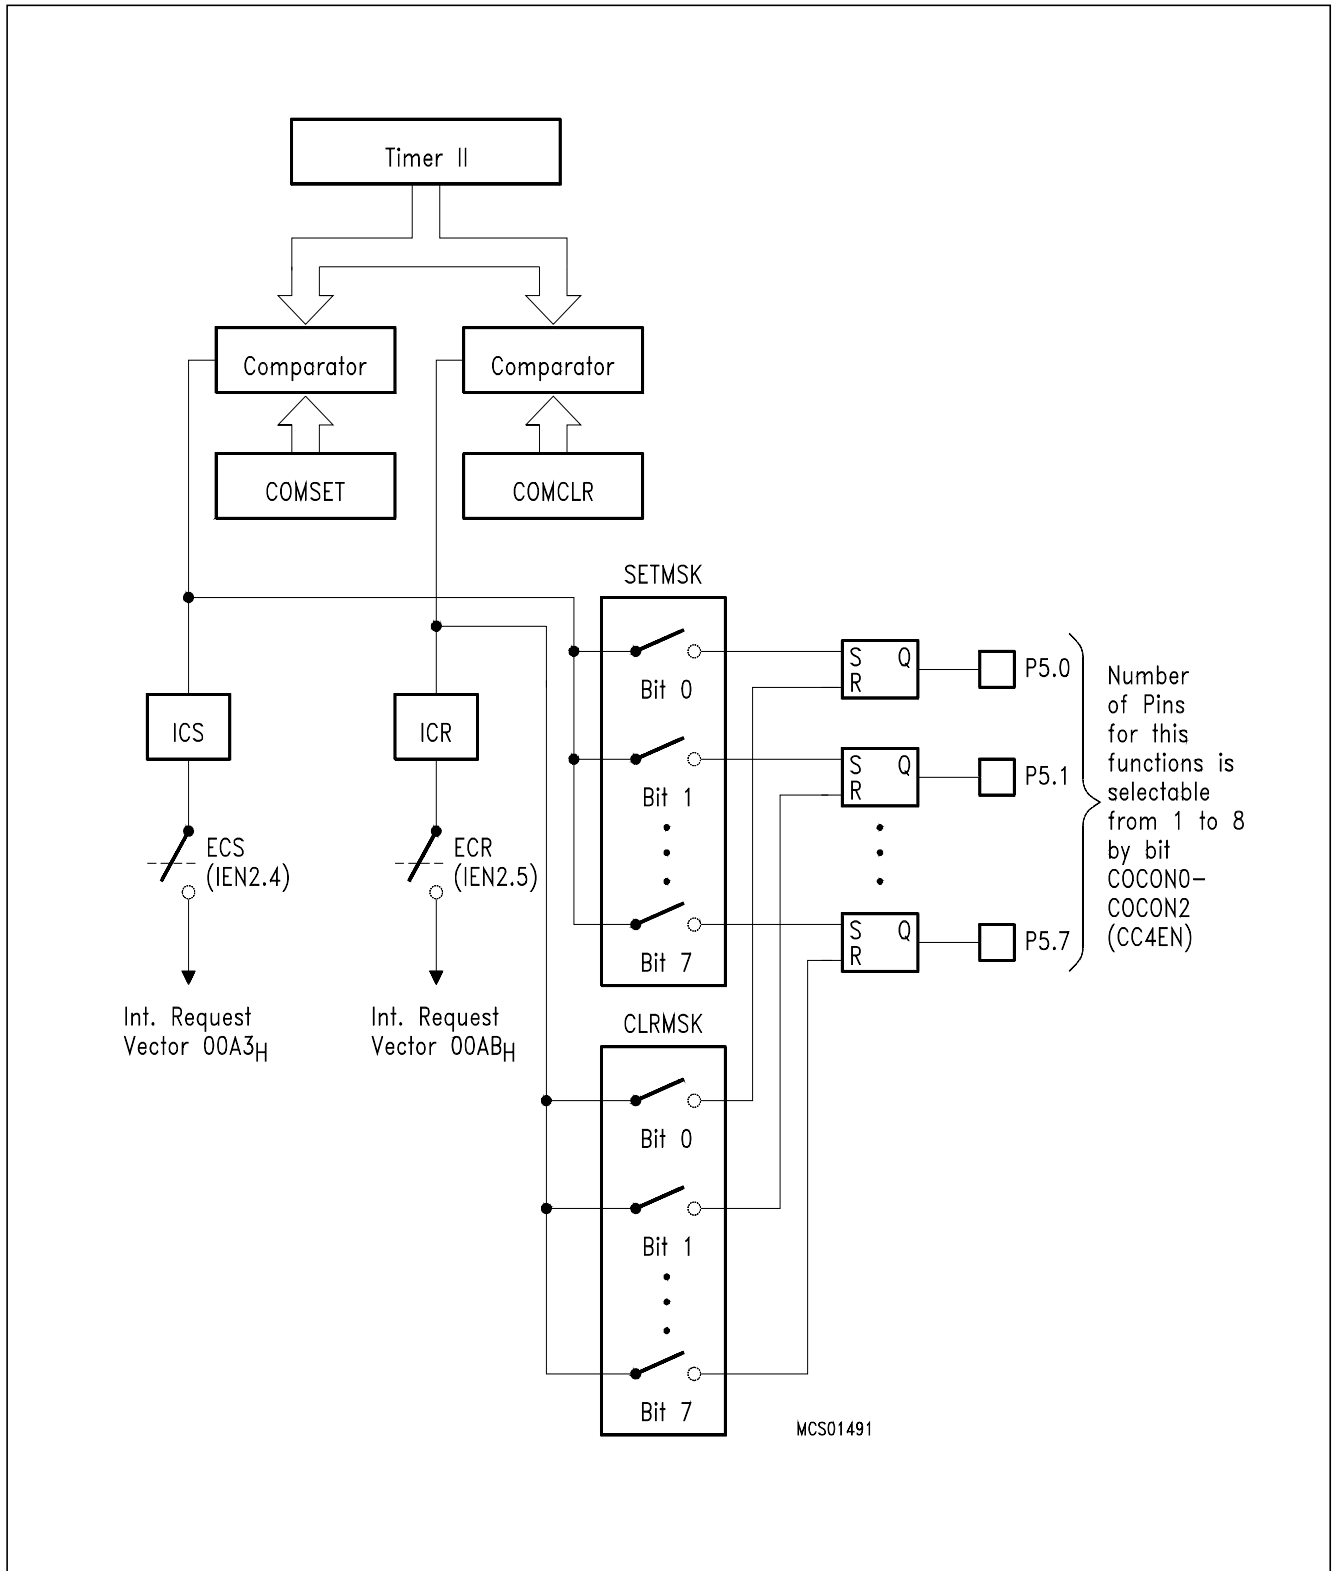 Timer II
Comparator
Comparator
COMSET
COMCLR
SETMSK
Bit 0
Bit 1
Bit 7
S Q
R
P5.0
S Q
R
P5.1
S Q
R
P5.7
Number
of Pins
for this
functions is
selectable
from 1 to 8
by bit
COCON0-
COCON2
(CC4EN)
ICS
ICR
ECS
(IEN2.4)
ECR
(IEN2.5)
Int. Request
Vector 00A3H
Int. Request
Vector 00ABH
CLRMSK
Bit 0
Bit 1
Bit 7
MCS01491